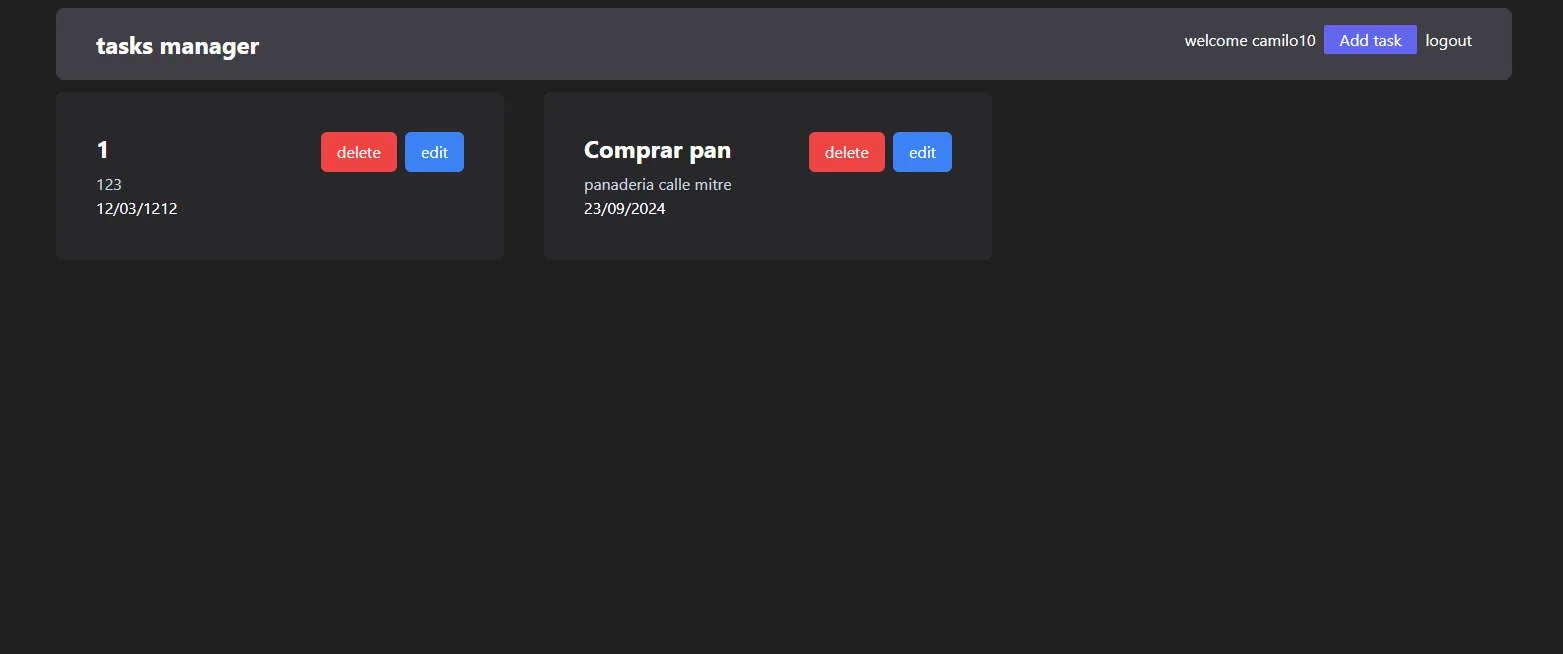 tasks manager
welcome camilo10 Add task logout
1
delete edit
123
12/03/1212
Comprar pan
delete edit
panaderia calle mitre
23/09/2024